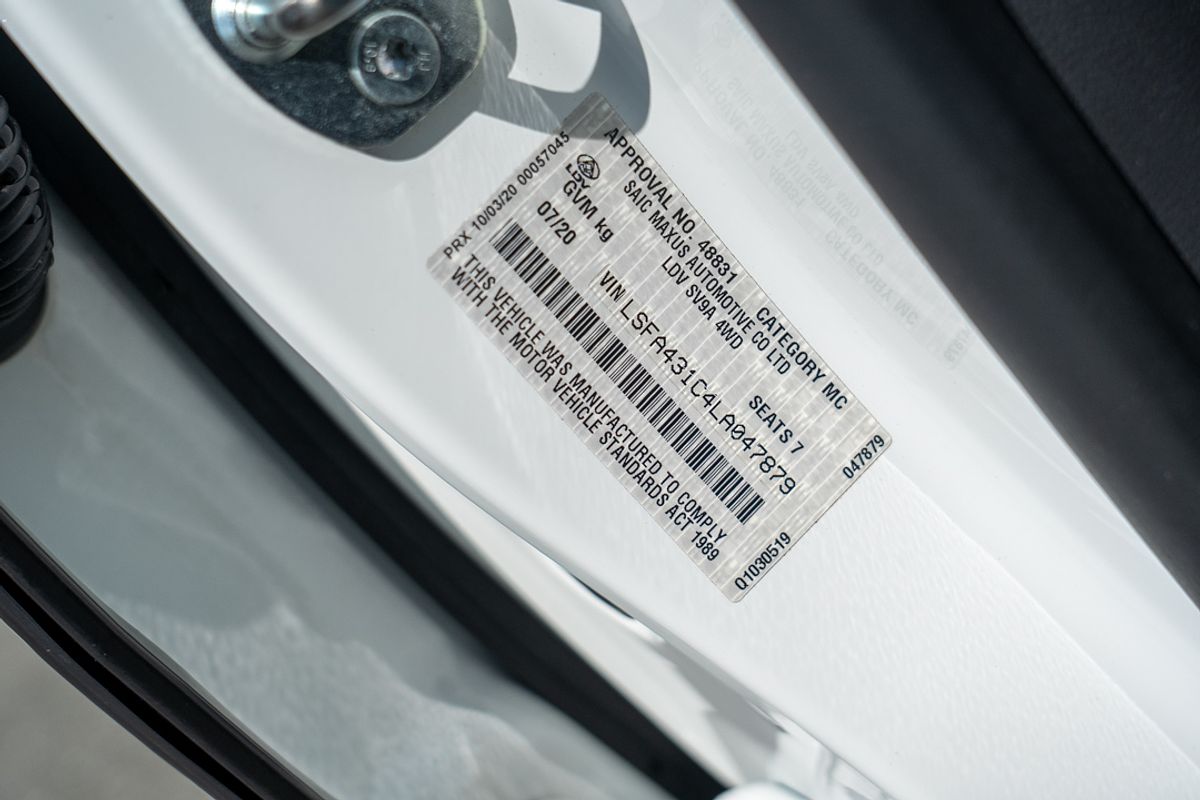 PRX 10/03/20 00057045
APPROVAL NO. 48831 CATEGORY MC
LDV SAIC MAXUS AUTOMOTIVE CO LTD
GVM kg LDV SV9A 4WD
07/20 SEATS 7
VIN LSFA431C4LA047879
THIS VEHICLE WAS MANUFACTURED TO COMPLY
WITH THE MOTOR VEHICLE STANDARDS ACT 1989
047879
Q1030519